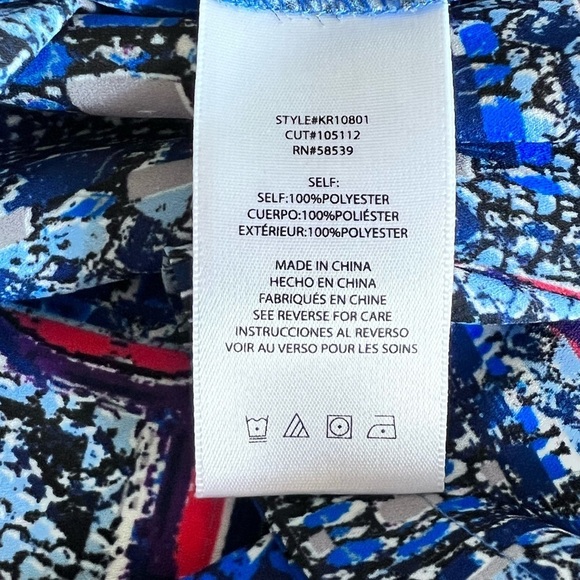 STYLE#KR10801
CUT#105112
RN#58539
SELF:
SELF:100%POLYESTER
CUERPO:100%POLIÉSTER
EXTÉRIEUR:100%POLYESTER
MADE IN CHINA
HECHO EN CHINA
FABRIQUÉS EN CHINE
SEE REVERSE FOR CARE
INSTRUCCIONES AL REVERSO
VOIR AU VERSO POUR LES SOINS